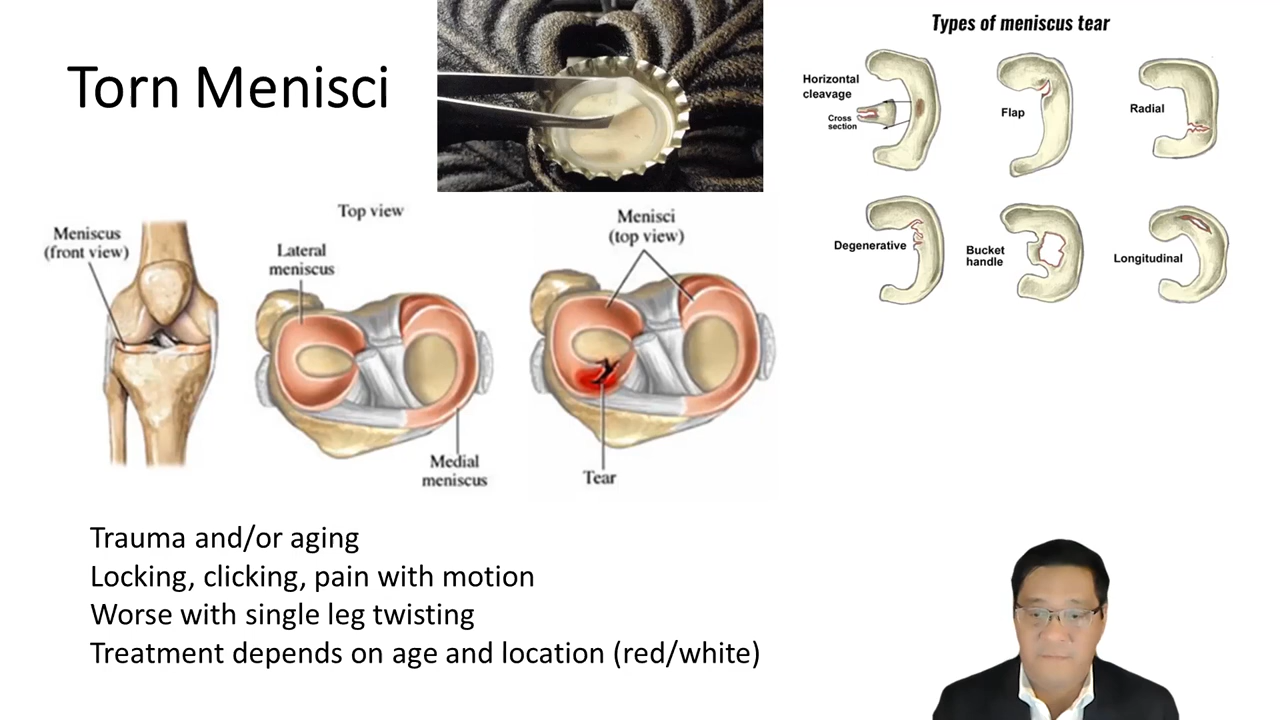 Torn Menisci
Types of meniscus tear
Horizontal
cleavage
Cross
section
Flap
Radial
Degenerative
Bucket
handle
Longitudinal
Meniscus
(front view)
Top view
Lateral
meniscus
Medial
meniscus
Menisci
(top view)
Tear
Trauma and/or aging
Locking, clicking, pain with motion
Worse with single leg twisting
Treatment depends on age and location (red/white)